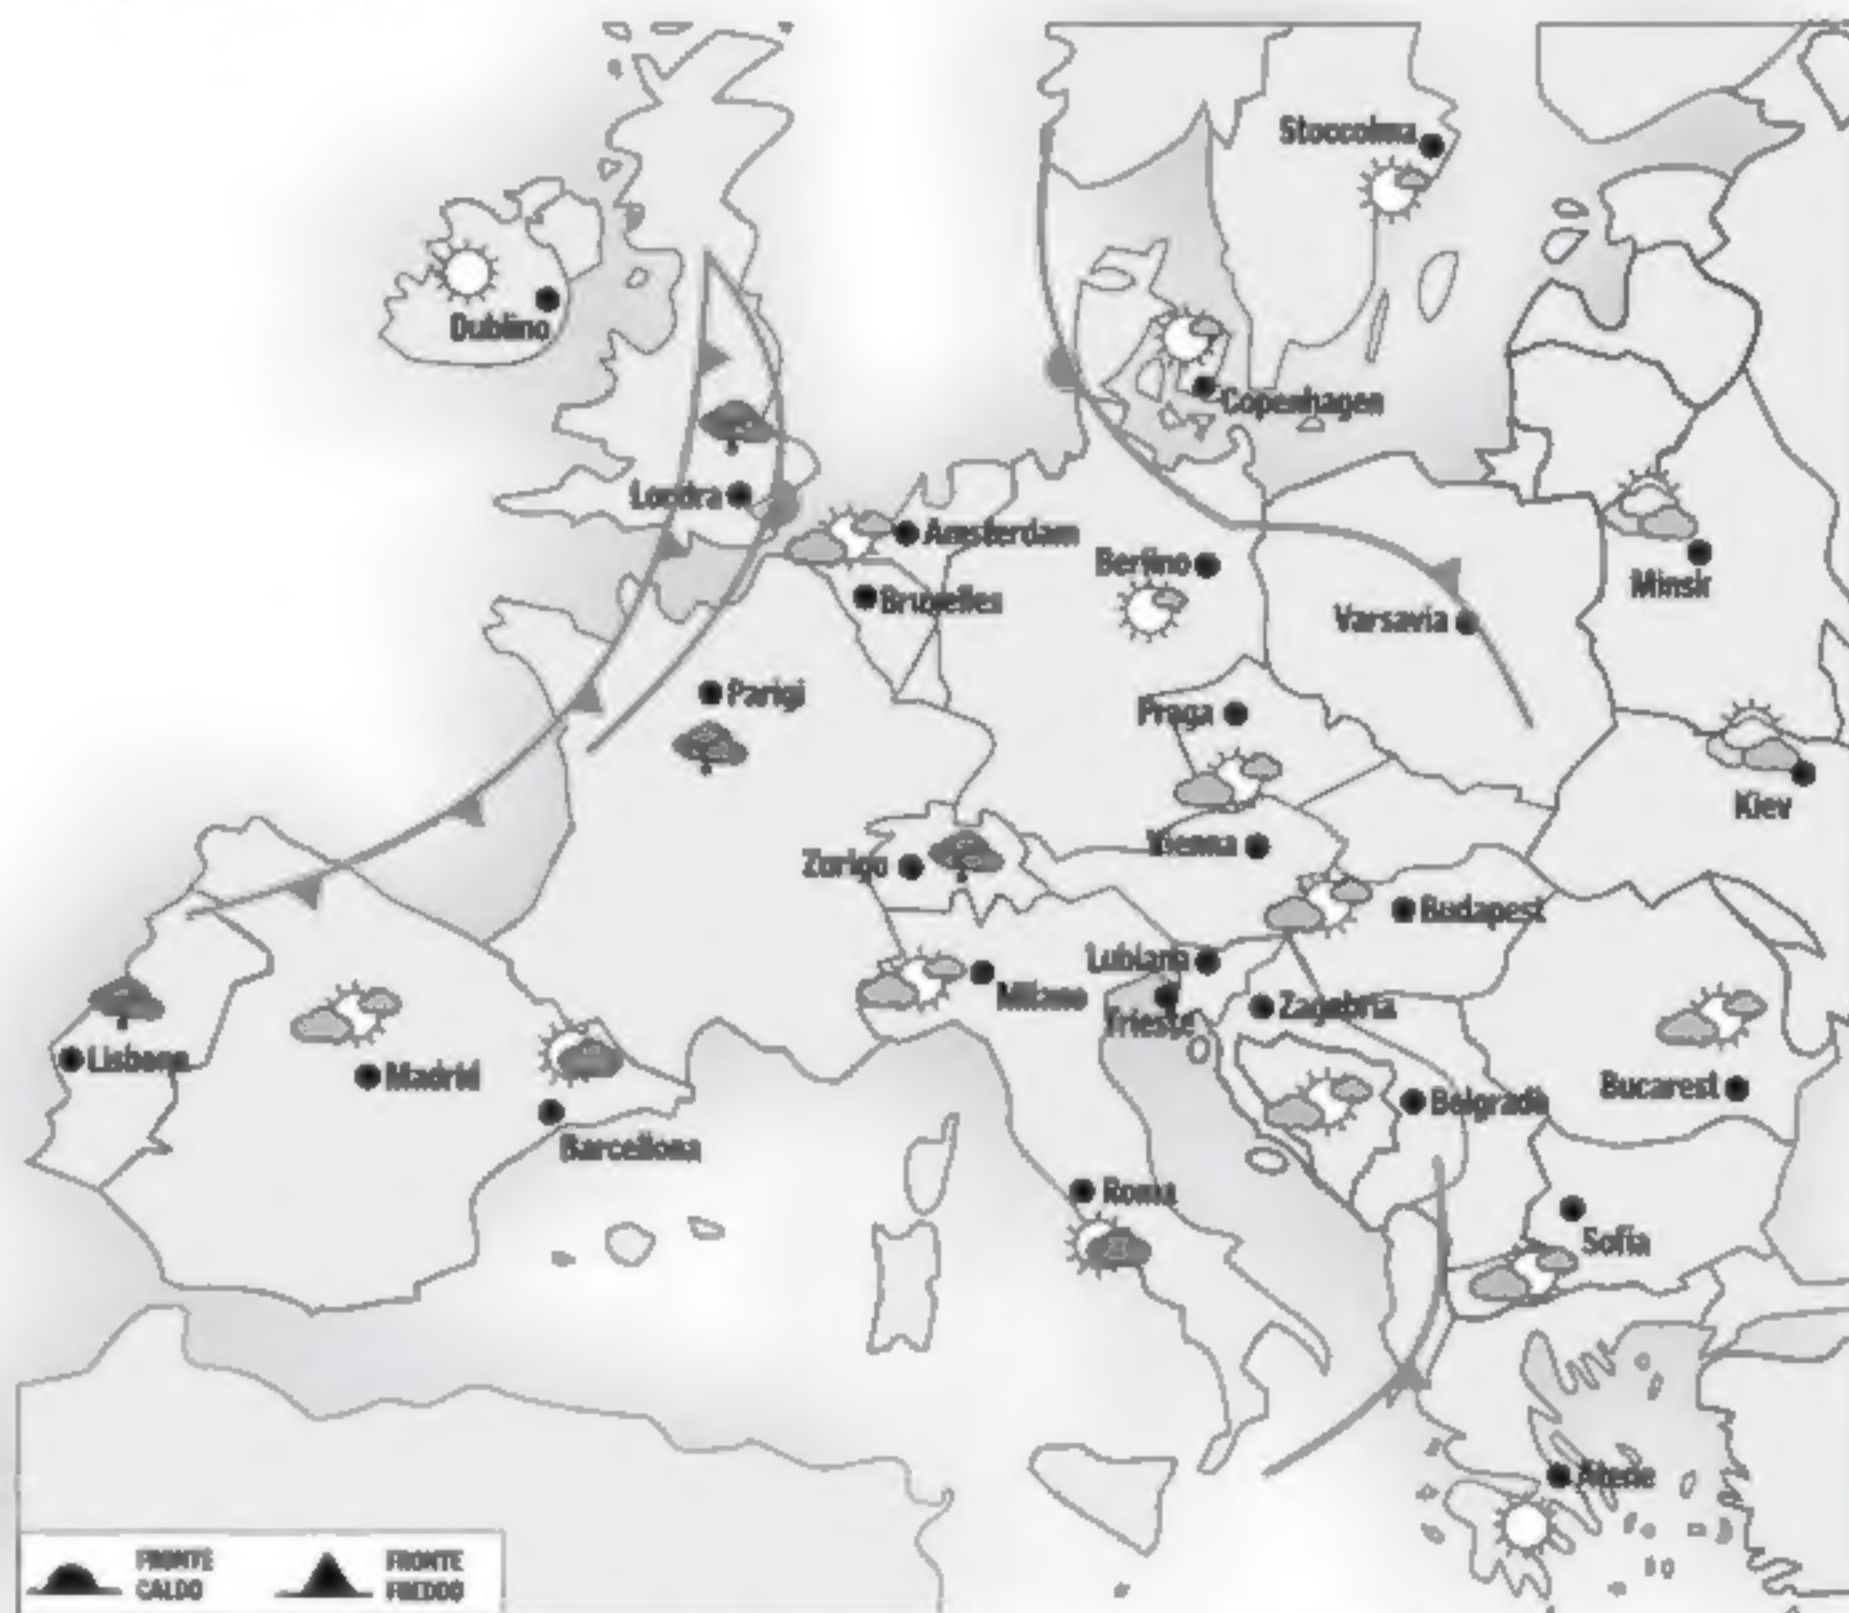 Stoccolma
Dublino
Copenhagen
Londra
Amsterdam
Berlino
Minsk
Bruxelles
Varsavia
Parigi
Praga
Kiev
Vienna
Zurigo
Budapest
Lubiana
Milano
Zagabria
Trieste
Lisbona
Madrid
Bucarest
Belgrado
Barcellona
Roma
Sofia
Atene
FRONTE
CALDO
FRONTE
FREDDO